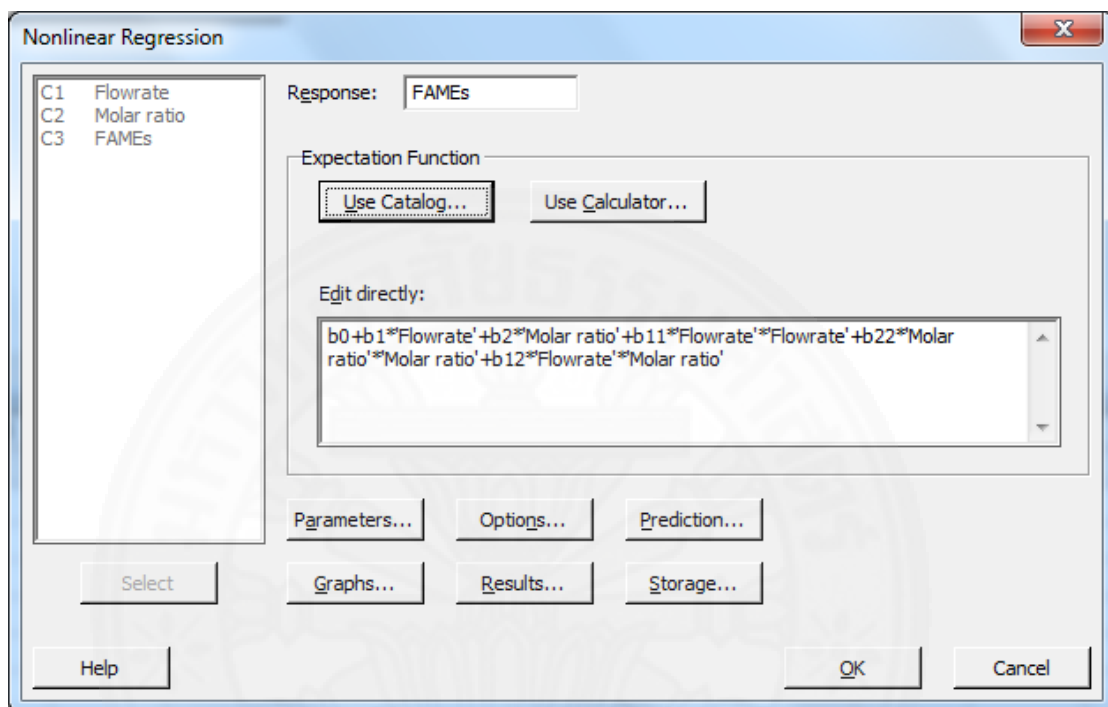 Nonlinear Regression
C1 Flowrate
C2 Molar ratio
C3 FAMEs
Response: FAMEs
Expectation Function
Use Catalog... Use Calculator...
Edit directly:
b0+b1*'Flowrate'+b2*'Molar ratio'+b11*'Flowrate'*'Flowrate'+b22*'Molar
ratio'*'Molar ratio'+b12*'Flowrate'*'Molar ratio'
Parameters... Options... Prediction...
Select Graphs... Results... Storage...
Help OK Cancel